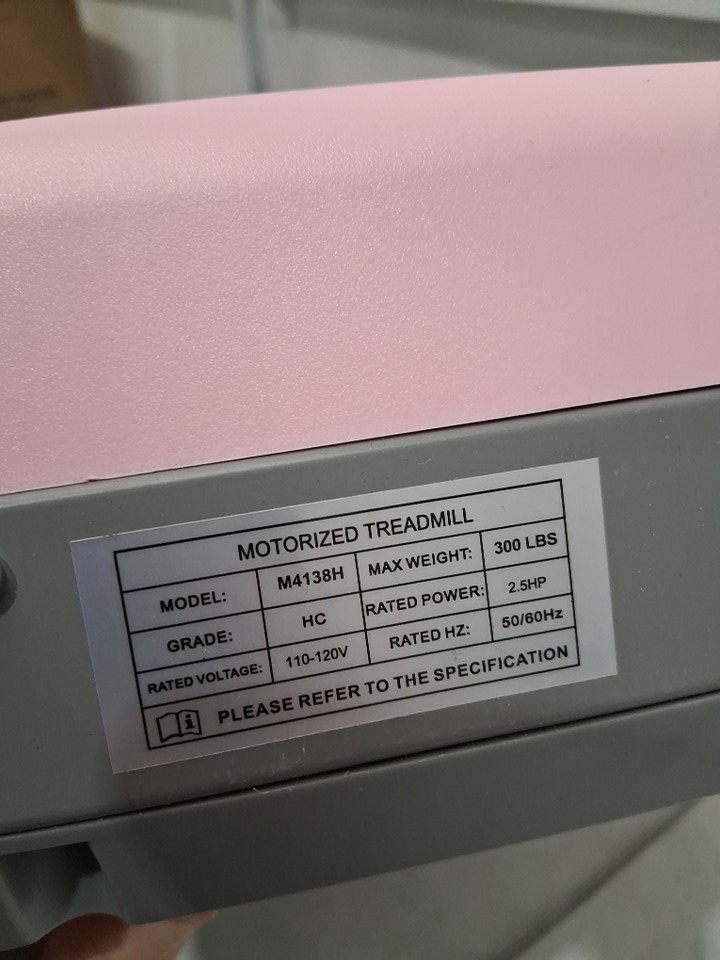 MOTORIZED TREADMILL
MODEL: M4138H MAX WEIGHT: 300 LBS
GRADE: HC RATED POWER: 2.5HP
RATED VOLTAGE: 110-120V RATED HZ: 50/60Hz
PLEASE REFER TO THE SPECIFICATION